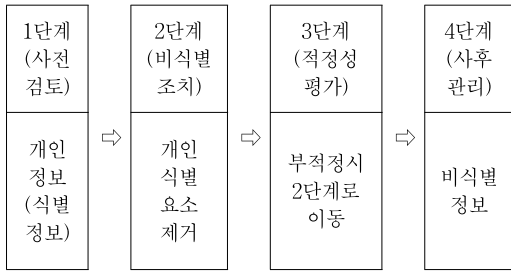 1단계
(사전
검토)
개인
정보
(식별
정보)
⇨
2단계
(비식별
조치)
개인
식별
요소
제거
⇨
3단계
(적정성
평가)
부적정시
2단계로
이동
⇨
4단계
(사후
관리)
비식별
정보